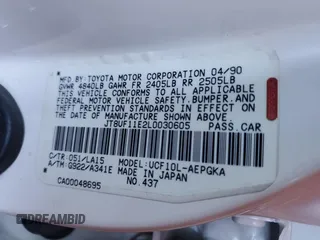 MFD BY: TOYOTA MOTOR CORPORATION 04/90
GVWR 4840LB GAWR FR 2405LB RR 2505LB
THIS VEHICLE CONFORMS TO ALL APPLICABLE
FEDERAL MOTOR VEHICLE SAFETY, BUMPER, AND
THEFT PREVENTION STANDARDS IN EFFECT ON
THE DATE OF MANUFACTURE SHOWN ABOVE.
JT8UF11E2L0030605 PASS. CAR
C/TR: 051/LA15 MODEL: UCF10L-AEPGKA
A/TM: G922/A341E MADE IN JAPAN
CA00D48695 NO. 437